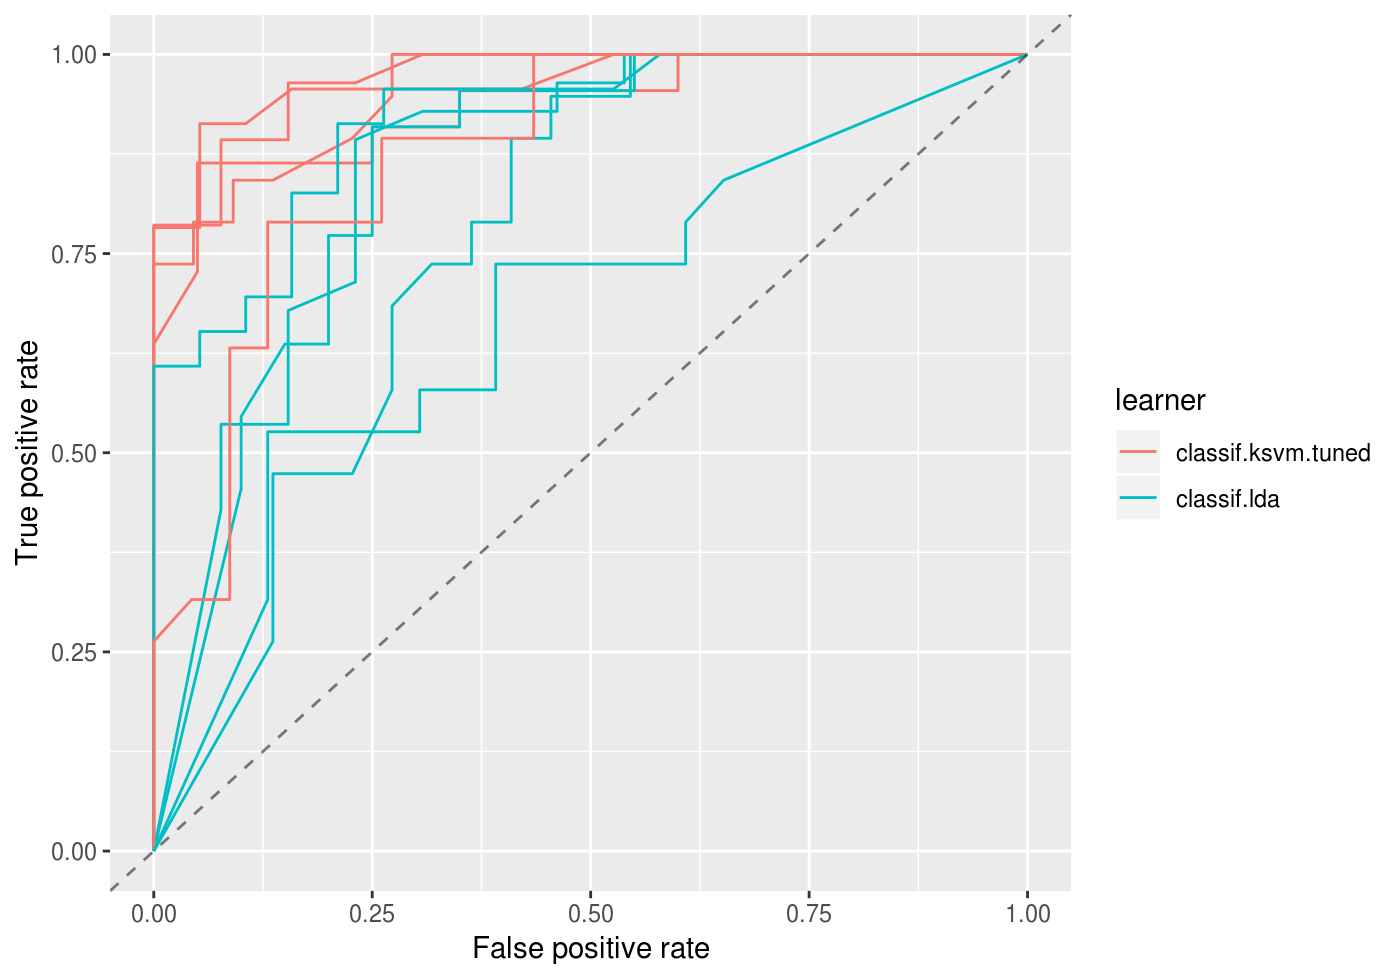 1.00
0.75
0.50
0.25
0.00
True positive rate
0.00 0.25 0.50 0.75 1.00
False positive rate
learner
classif.ksvm.tuned
classif.lda